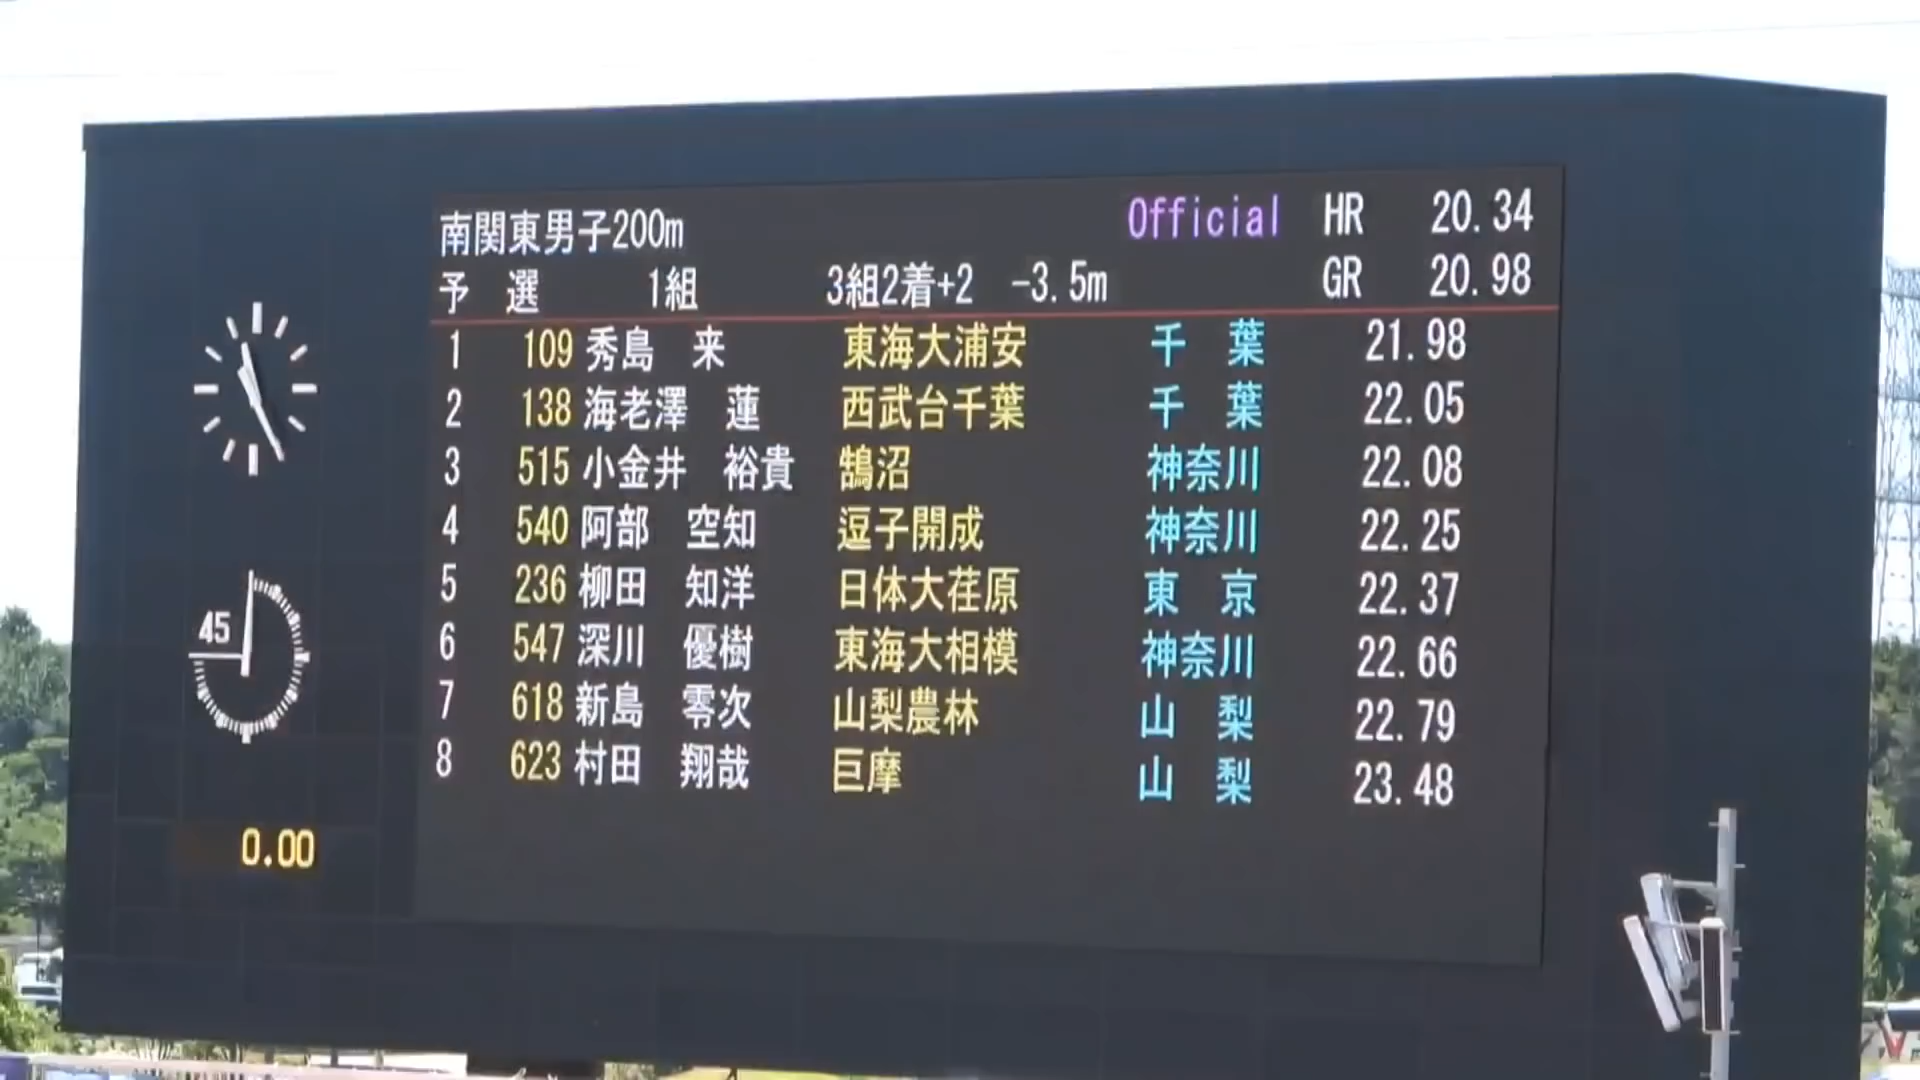 南関東男子200m Official HR 20.34
予 選 1組 3組2着+2 -3.5m GR 20.98
1 109 秀島 来 東海大浦安 千 葉 21.98
2 138 海老澤 蓮 西武台千葉 千 葉 22.05
3 515 小金井 裕貴 鵠沼 神奈川 22.08
4 540 阿部 空知 逗子開成 神奈川 22.25
5 236 柳田 知洋 日体大荏原 東 京 22.37
6 547 深川 優樹 東海大相模 神奈川 22.66
7 618 新島 零次 山梨農林 山 梨 22.79
8 623 村田 翔哉 巨摩 山 梨 23.48
45
0.00